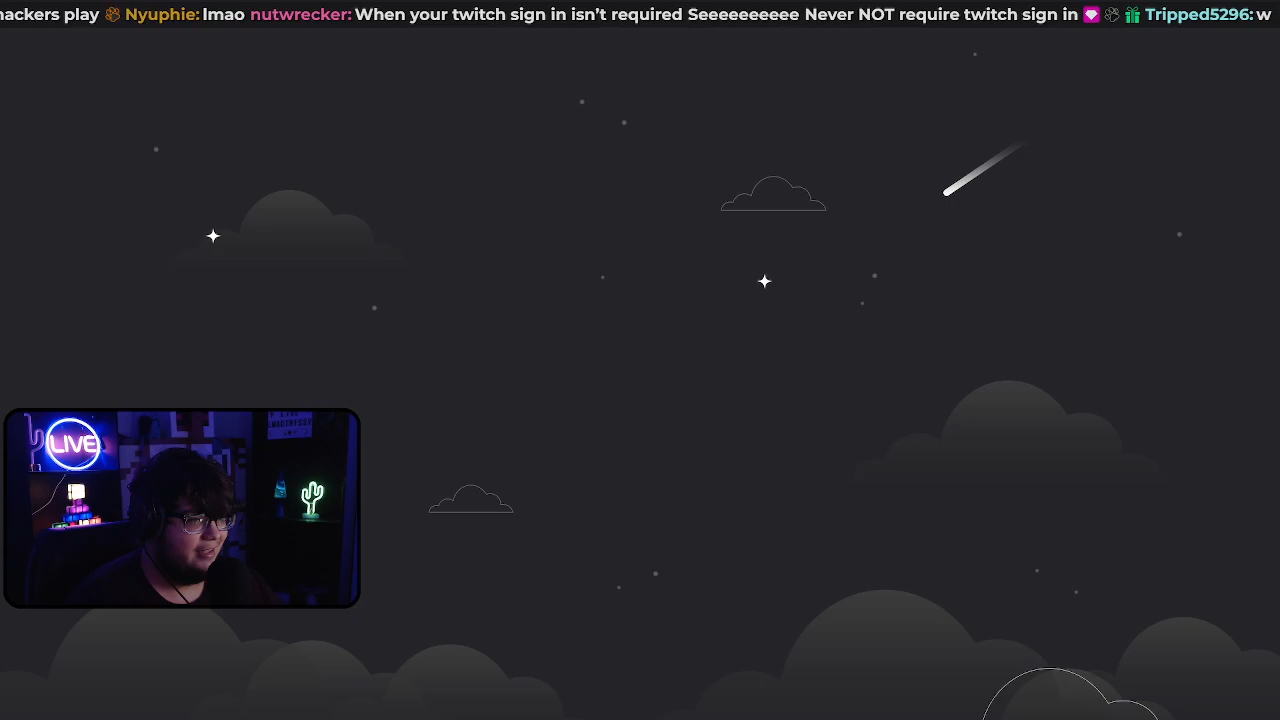 hackers play Nyuphie: lmao nutwrecker: When your twitch sign in isn’t required Seeeeeeeeee Never NOT require twitch sign in Tripped5296: w
LIVE